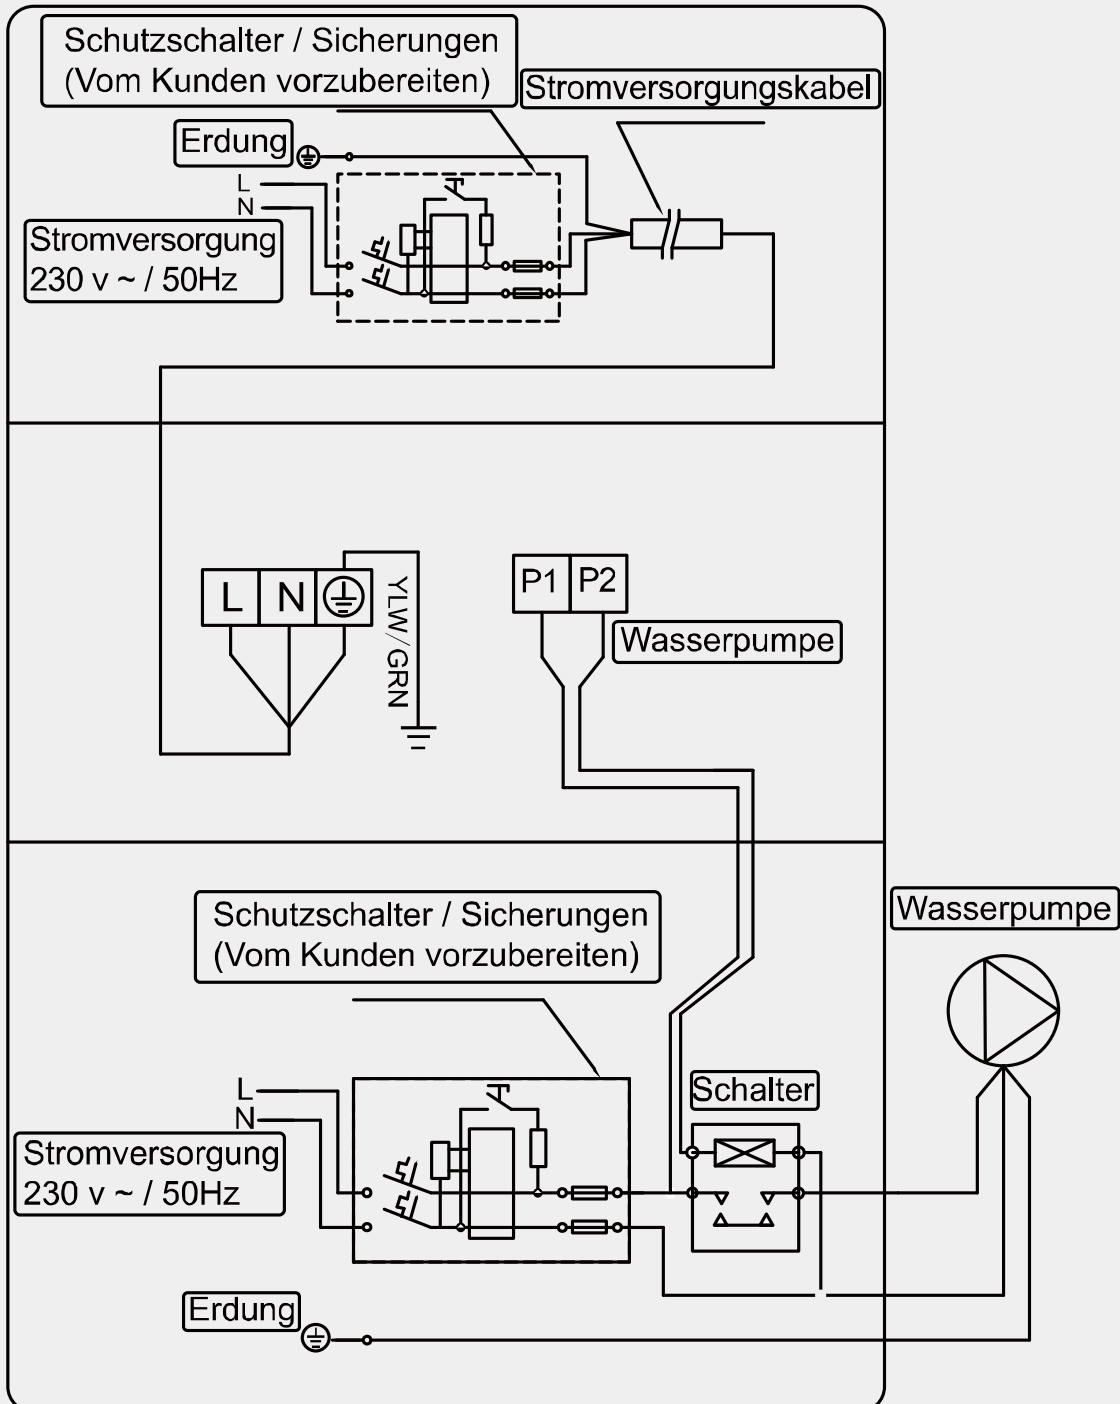 Schutzschalter / Sicherungen
(Vom Kunden vorzubereiten)
Stromversorgungskabel
Erdung
L
N
Stromversorgung
230 v ~ / 50Hz
L N
YLW/GRN
P1 P2
Wasserpumpe
Schutzschalter / Sicherungen
(Vom Kunden vorzubereiten)
Wasserpumpe
L
N
Schalter
Stromversorgung
230 v ~ / 50Hz
Erdung